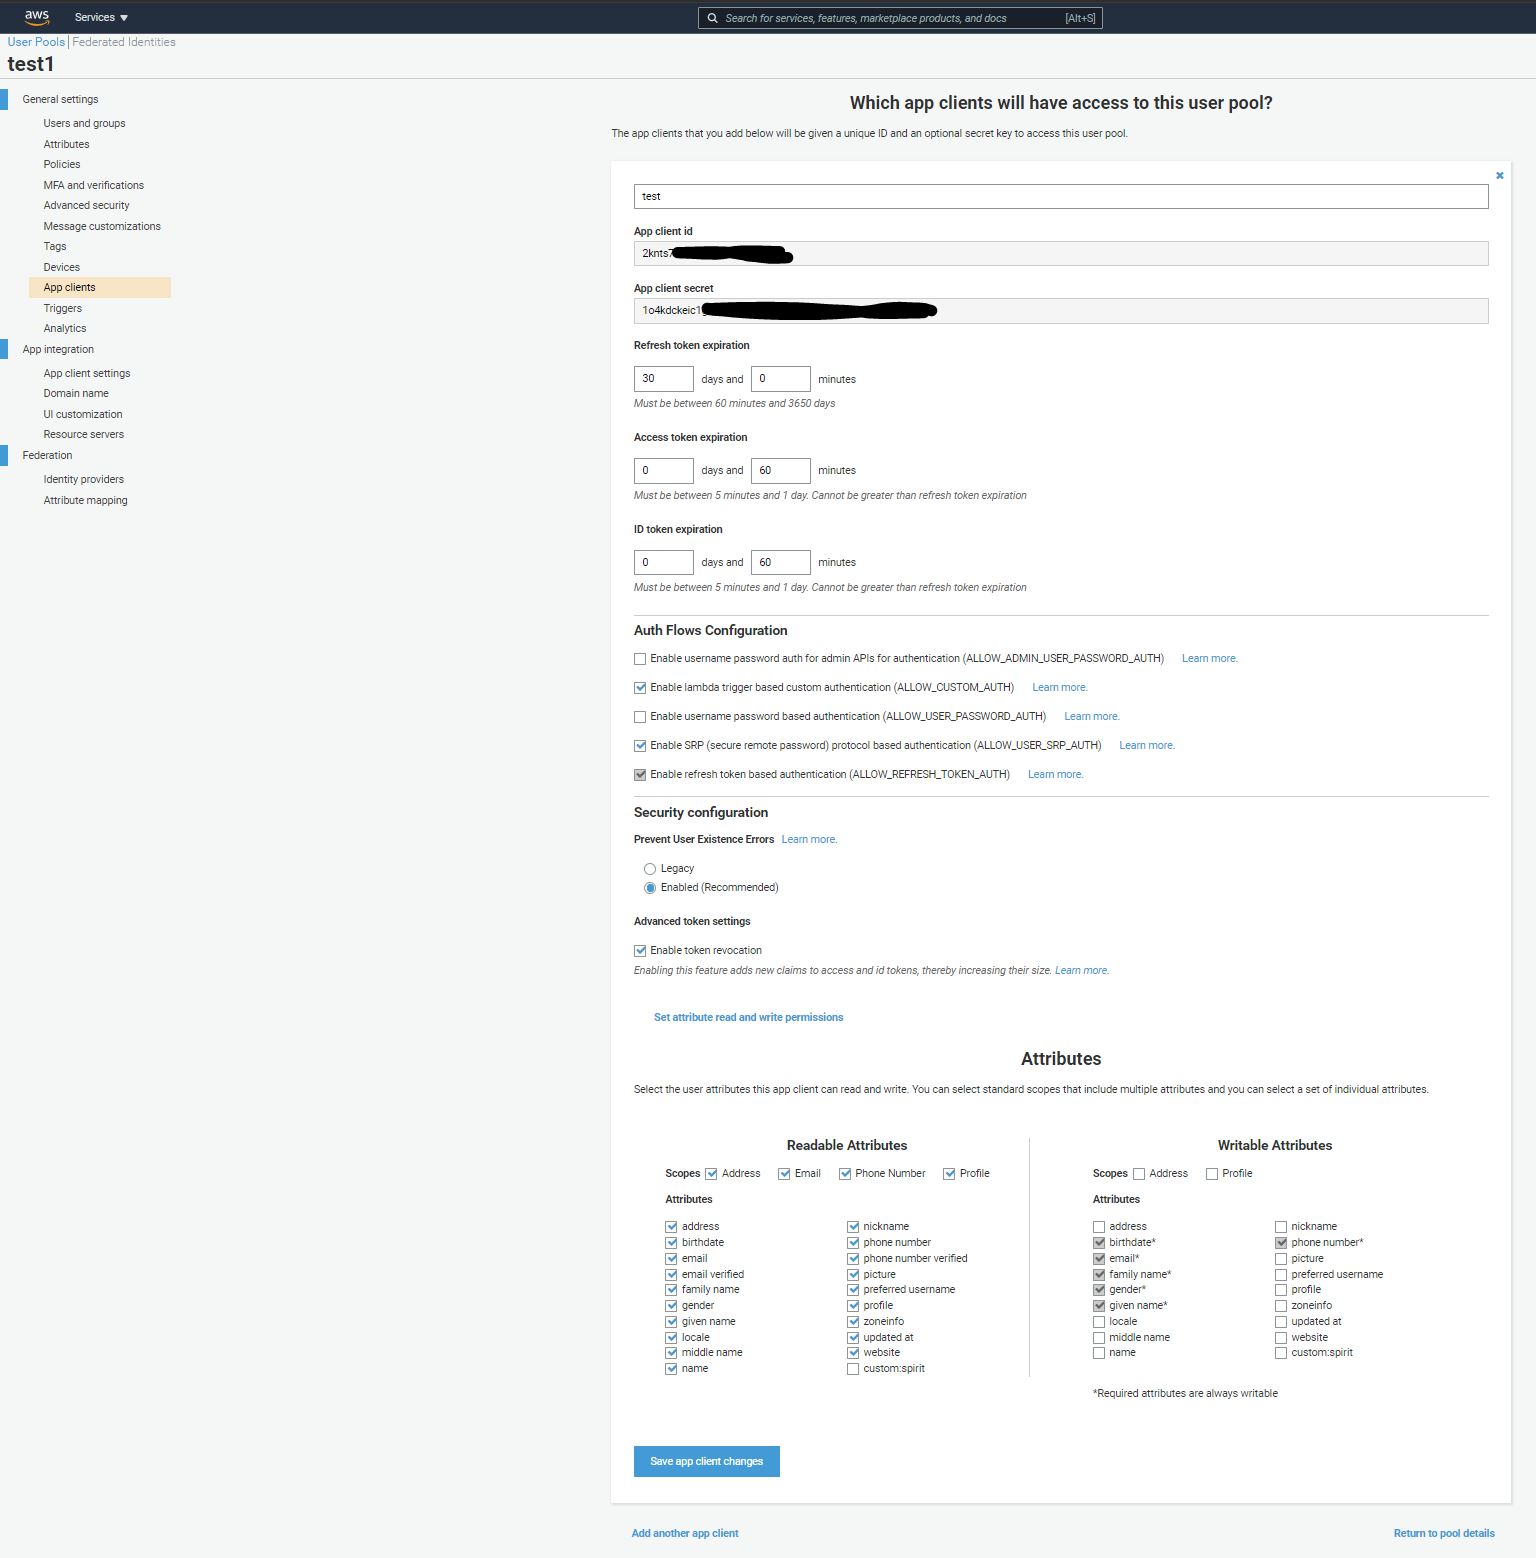 aws Services ▼ Search for services, features, marketplace products, and docs [Alt+S]
User Pools | Federated Identities
test1
General settings
Users and groups
Attributes
Policies
MFA and verifications
Advanced security
Message customizations
Tags
Devices
App clients
Triggers
Analytics
App integration
App client settings
Domain name
UI customization
Resource servers
Federation
Identity providers
Attribute mapping
Which app clients will have access to this user pool?
The app clients that you add below will be given a unique ID and an optional secret key to access this user pool.
test
App client id
2knts7
App client secret
1o4kdckeic1
Refresh token expiration
30 days and 0 minutes
Must be between 60 minutes and 3650 days
Access token expiration
0 days and 60 minutes
Must be between 5 minutes and 1 day. Cannot be greater than refresh token expiration
ID token expiration
0 days and 60 minutes
Must be between 5 minutes and 1 day. Cannot be greater than refresh token expiration
Auth Flows Configuration
Enable username password auth for admin APIs for authentication (ALLOW_ADMIN_USER_PASSWORD_AUTH) Learn more.
Enable lambda trigger based custom authentication (ALLOW_CUSTOM_AUTH) Learn more.
Enable username password based authentication (ALLOW_USER_PASSWORD_AUTH) Learn more.
Enable SRP (secure remote password) protocol based authentication (ALLOW_USER_SRP_AUTH) Learn more.
Enable refresh token based authentication (ALLOW_REFRESH_TOKEN_AUTH) Learn more.
Security configuration
Prevent User Existence Errors Learn more.
Legacy
Enabled (Recommended)
Advanced token settings
Enable token revocation
Enabling this feature adds new claims to access and id tokens, thereby increasing their size. Learn more.
Set attribute read and write permissions
Attributes
Select the user attributes this app client can read and write. You can select standard scopes that include multiple attributes and you can select a set of individual attributes.
Readable Attributes
Scopes Address Email Phone Number Profile
Attributes
address nickname
birthdate phone number
email phone number verified
email verified picture
family name preferred username
gender profile
given name zoneinfo
locale updated at
middle name website
name custom:spirit
Writable Attributes
Scopes Address Profile
Attributes
address nickname
birthdate* phone number*
email* picture
family name* preferred username
gender* profile
given name* zoneinfo
locale updated at
middle name website
name custom:spirit
*Required attributes are always writable
Save app client changes
Add another app client Return to pool details